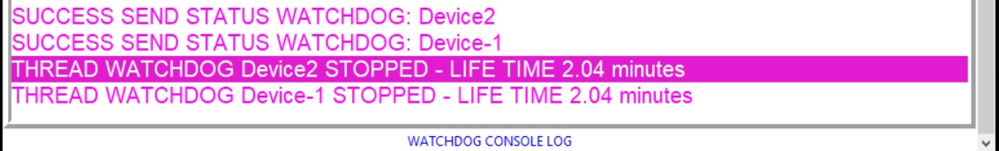 SUCCESS SEND STATUS WATCHDOG: Device2
SUCCESS SEND STATUS WATCHDOG: Device-1
THREAD WATCHDOG Device2 STOPPED - LIFE TIME 2.04 minutes
THREAD WATCHDOG Device-1 STOPPED - LIFE TIME 2.04 minutes
WATCHDOG CONSOLE LOG